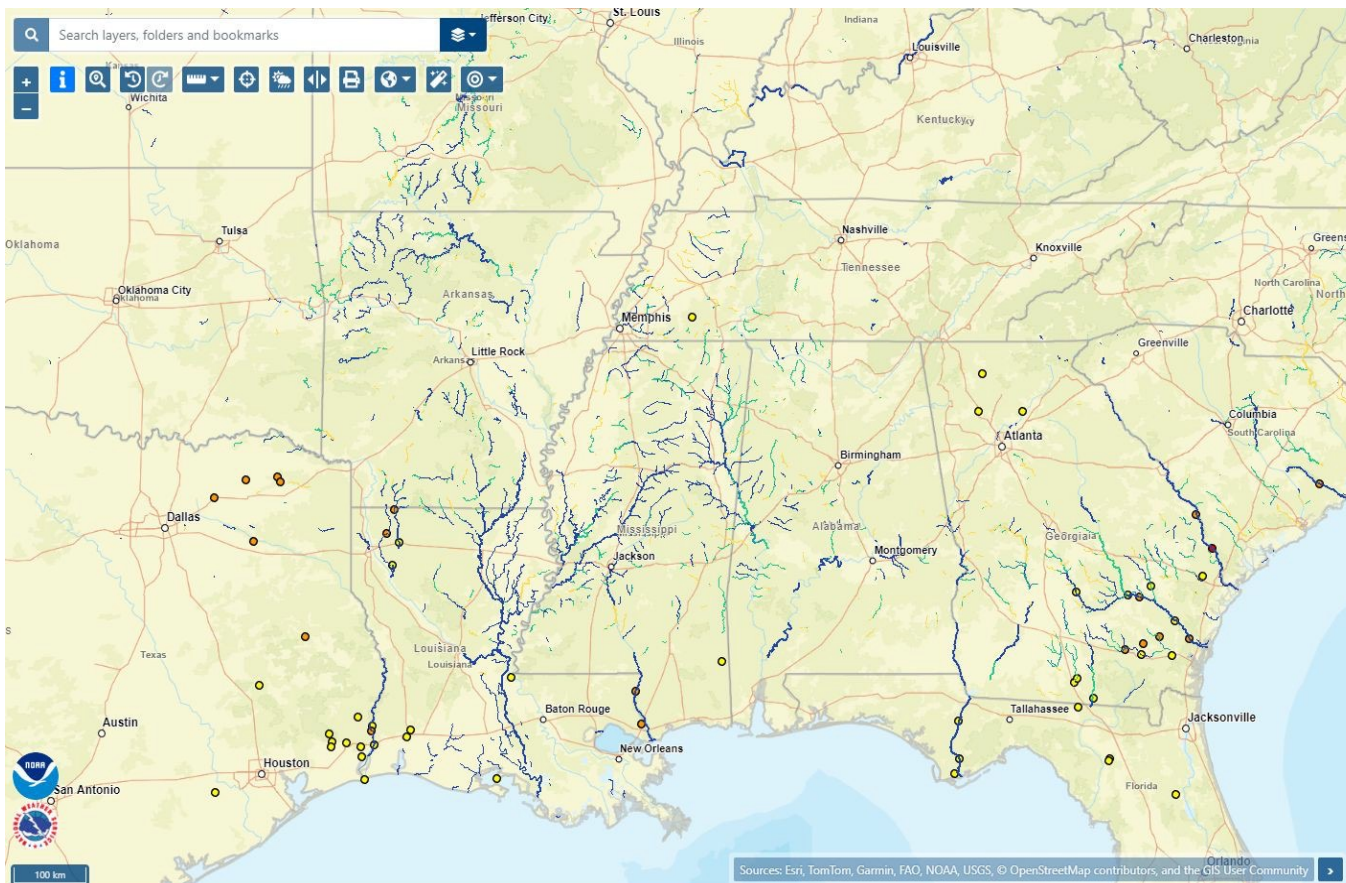 Jefferson City
St. Louis
Search layers, folders and bookmarks
Illinois
Indiana
Louisville
Charleston
Wichita
Missouri
Kentucky
Tulsa
Oklahoma
Nashville
Knoxville
Tennessee
Oklahoma City
Oklahoma
Arkansas
North Carolina
North
Charlotte
Memphis
Greenville
Little Rock
Columbia
South Carolina
Atlanta
Birmingham
Dallas
Mississippi
Alabama
Georgia
Jackson
Montgomery
Texas
Louisiana
Louisiana
Austin
Baton Rouge
Tallahassee
Jacksonville
New Orleans
Houston
NOAA
San Antonio
Florida
Orlando
100 km
Sources: Esri, TomTom, Garmin, FAO, NOAA, USGS, © OpenStreetMap contributors, and the GIS User Community